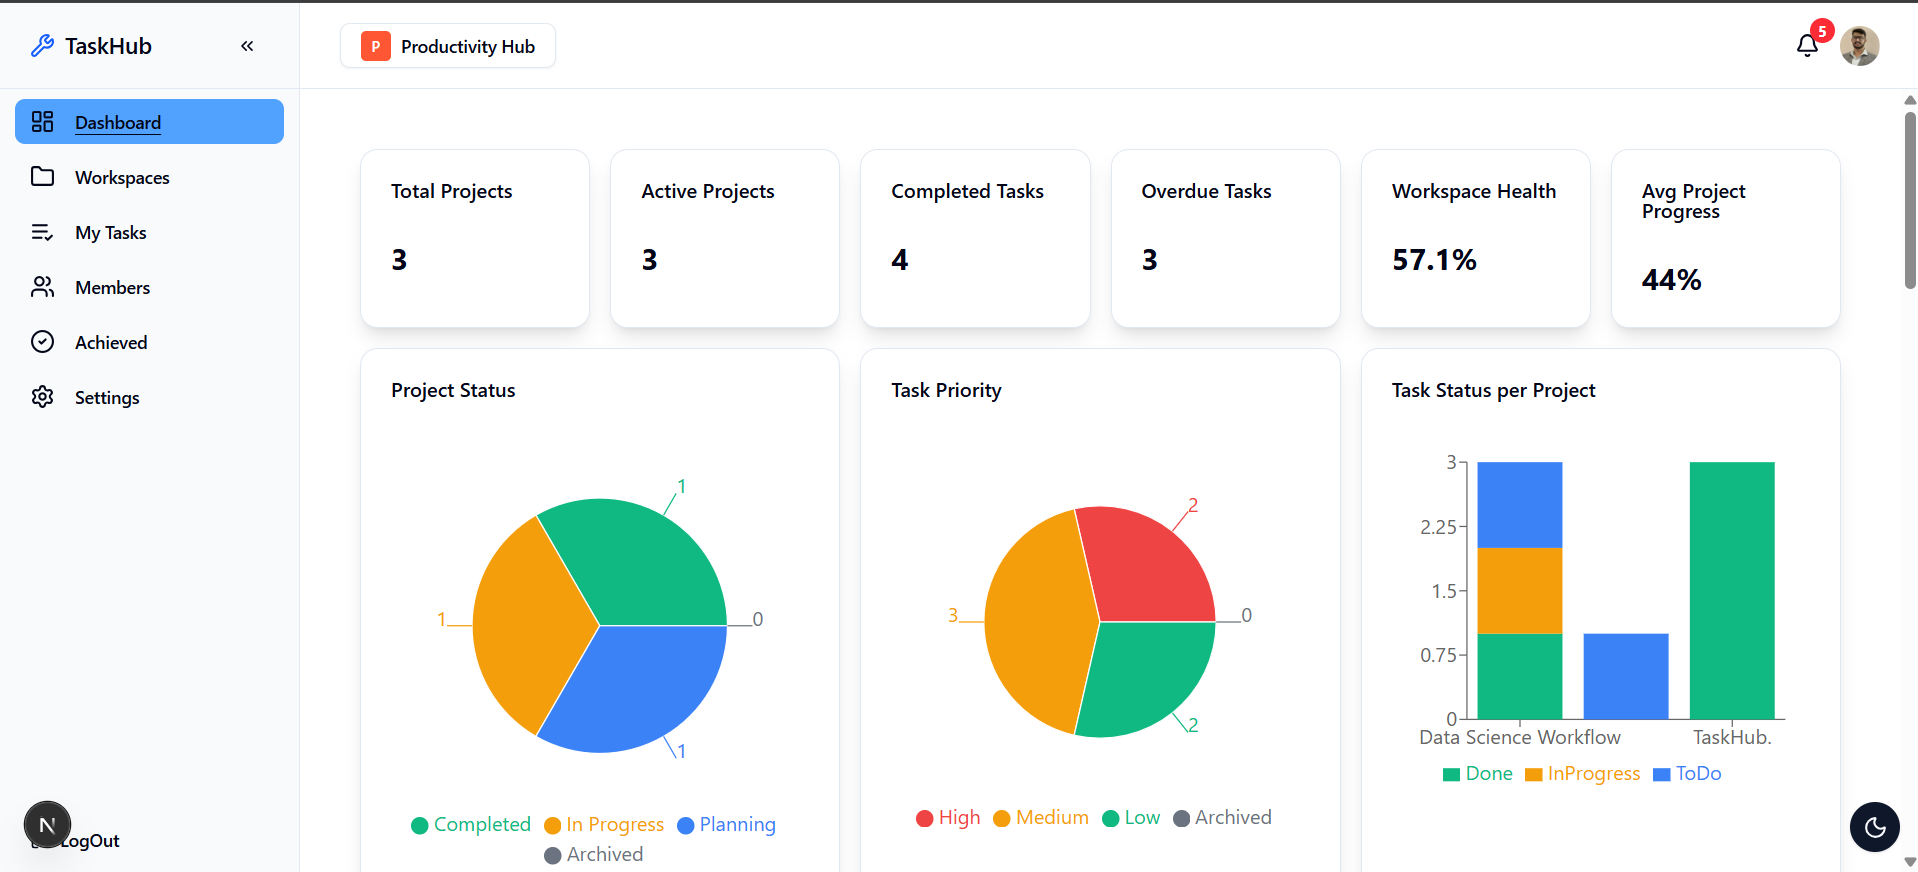 TaskHub
P Productivity Hub
5
Dashboard
Workspaces
My Tasks
Members
Achieved
Settings
N
LogOut
Total Projects
3
Active Projects
3
Completed Tasks
4
Overdue Tasks
3
Workspace Health
57.1%
Avg Project
Progress
44%
Project Status
1
1
0
1
Completed In Progress Planning
Archived
Task Priority
2
3
0
2
High Medium Low Archived
Task Status per Project
3
2.25
1.5
0.75
0
Data Science Workflow TaskHub.
Done InProgress ToDo